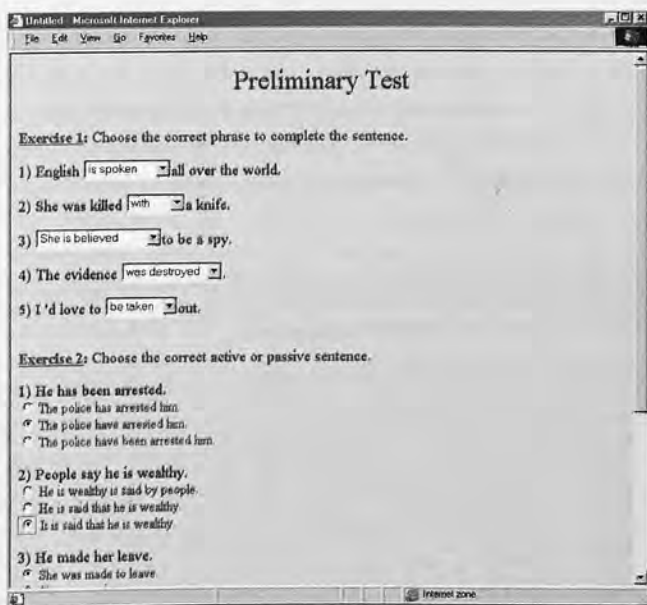 Untitled - Microsoft Internet Explorer
File Edit View Go Favorites Help
Preliminary Test
Exercise 1: Choose the correct phrase to complete the sentence.
1) English is spoken all over the world.
2) She was killed with a knife.
3) She is believed to be a spy.
4) The evidence was destroyed .
5) I 'd love to be taken out.
Exercise 2: Choose the correct active or passive sentence.
1) He has been arrested.
The police has arrested him.
The police have arrested him.
The police have been arrested him.
2) People say he is wealthy.
He is wealthy is said by people.
He is said that he is wealthy.
It is said that he is wealthy.
3) He made her leave.
She was made to leave.
Internet zone